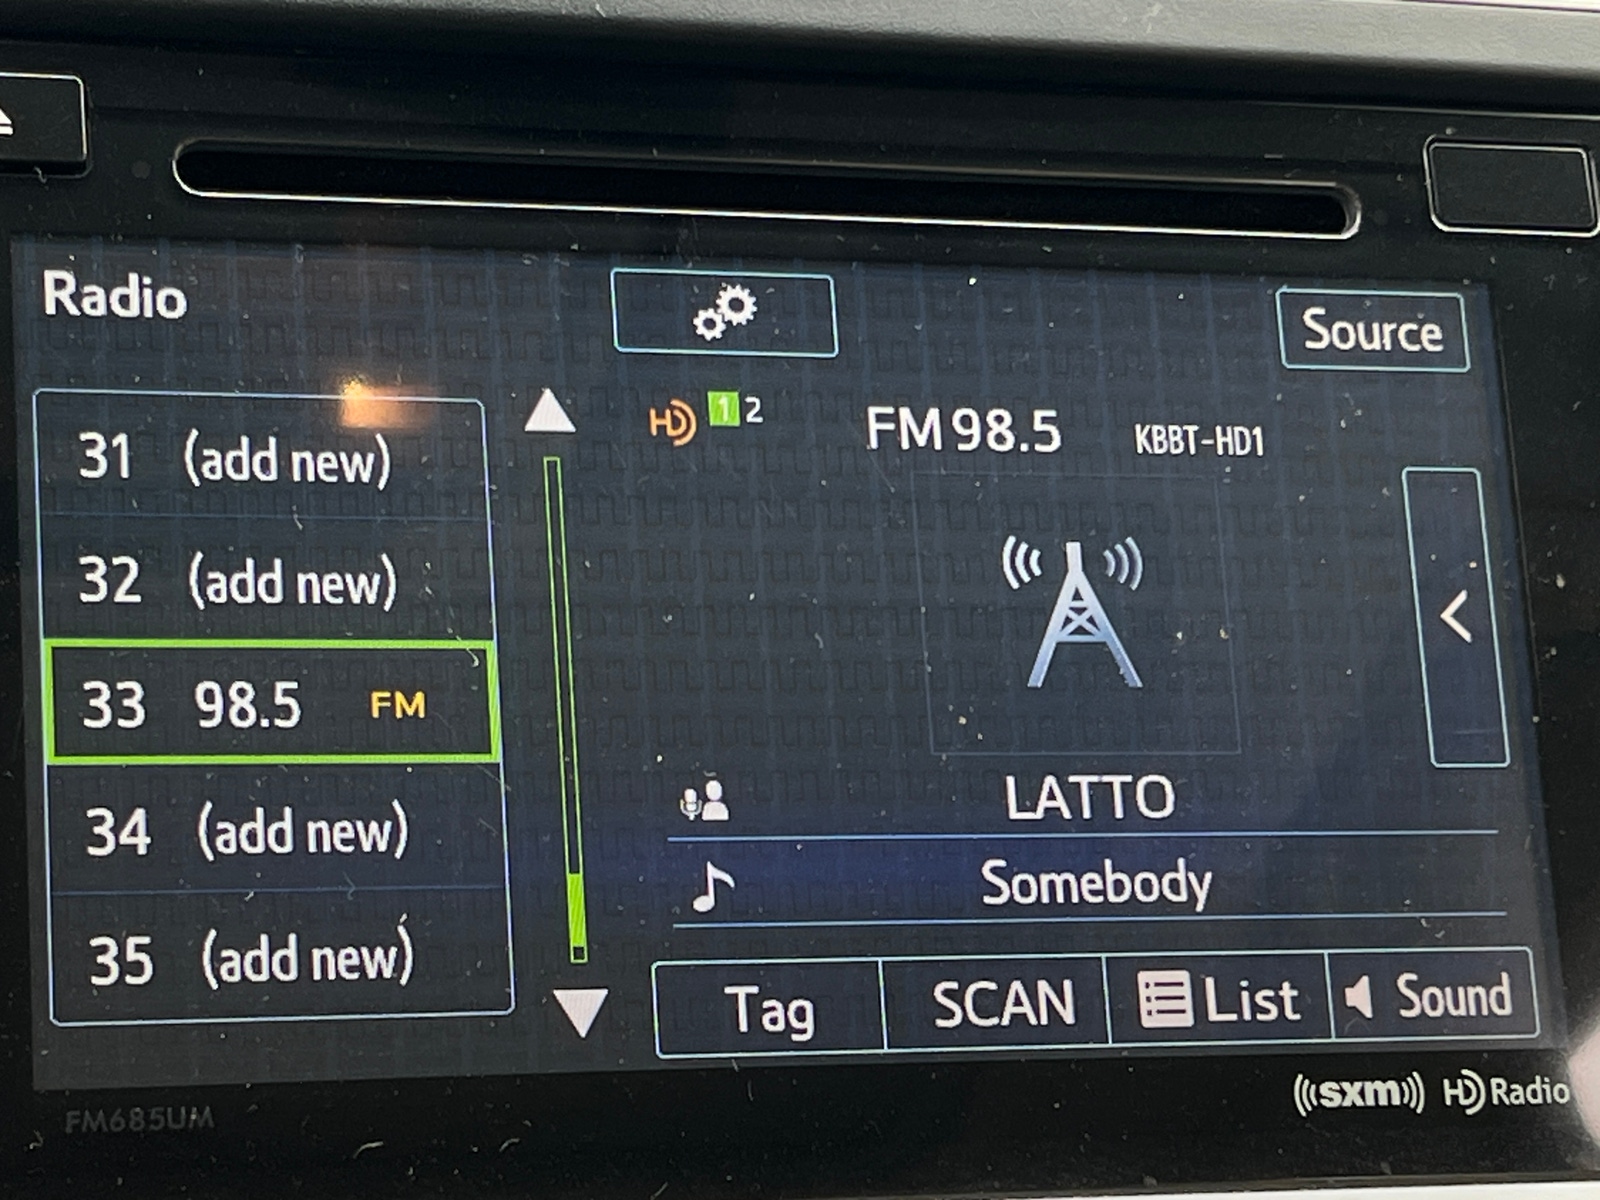 Radio
Source
HD 1 2
FM 98.5 KBBT-HD1
31 (add new)
32 (add new)
33 98.5 FM
34 (add new)
35 (add new)
LATTO
Somebody
Tag SCAN List Sound
FM685UM
((sxm)) HD Radio